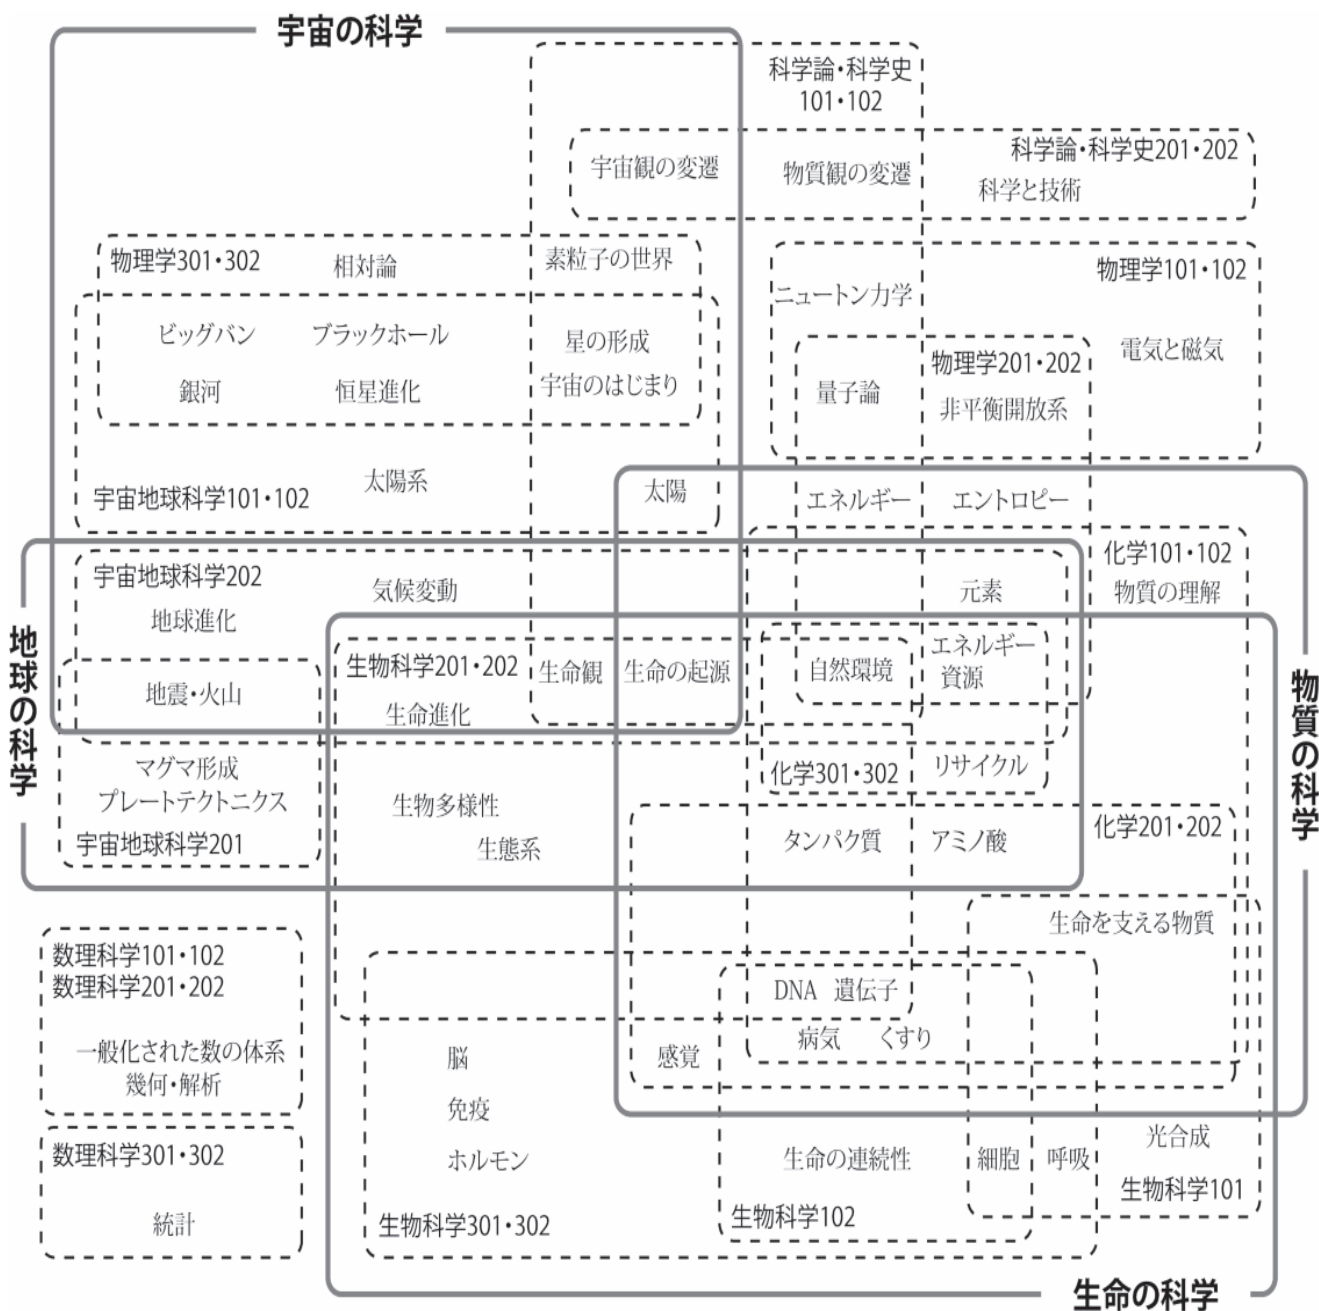 宇宙の科学
科学論・科学史
101・102
科学論・科学史201・202
宇宙観の変遷
物質観の変遷
科学と技術
物理学301・302
相対論
素粒子の世界
物理学101・102
ニュートン力学
ビッグバン
ブラックホール
星の形成
電気と磁気
物理学201・202
銀河
恒星進化
宇宙のはじまり
量子論
非平衡開放系
太陽系
太陽
宇宙地球科学101・102
エネルギー
エントロピー
化学101・102
宇宙地球科学202
気候変動
元素
物質の理解
地球進化
地球の科学
生物科学201・202
生命観
生命の起源
自然環境
エネルギー
資源
物質の科学
地震・火山
生命進化
マグマ形成
プレートテクトニクス
化学301・302
リサイクル
生物多様性
宇宙地球科学201
生態系
タンパク質
アミノ酸
化学201・202
生命を支える物質
数理科学101・102
数理科学201・202
DNA 遺伝子
病気 くすり
一般化された数の体系
幾何・解析
脳
感覚
免疫
ホルモン
生命の連続性
細胞
呼吸
光合成
数理科学301・302
統計
生物科学301・302
生物科学102
生物科学101
生命の科学